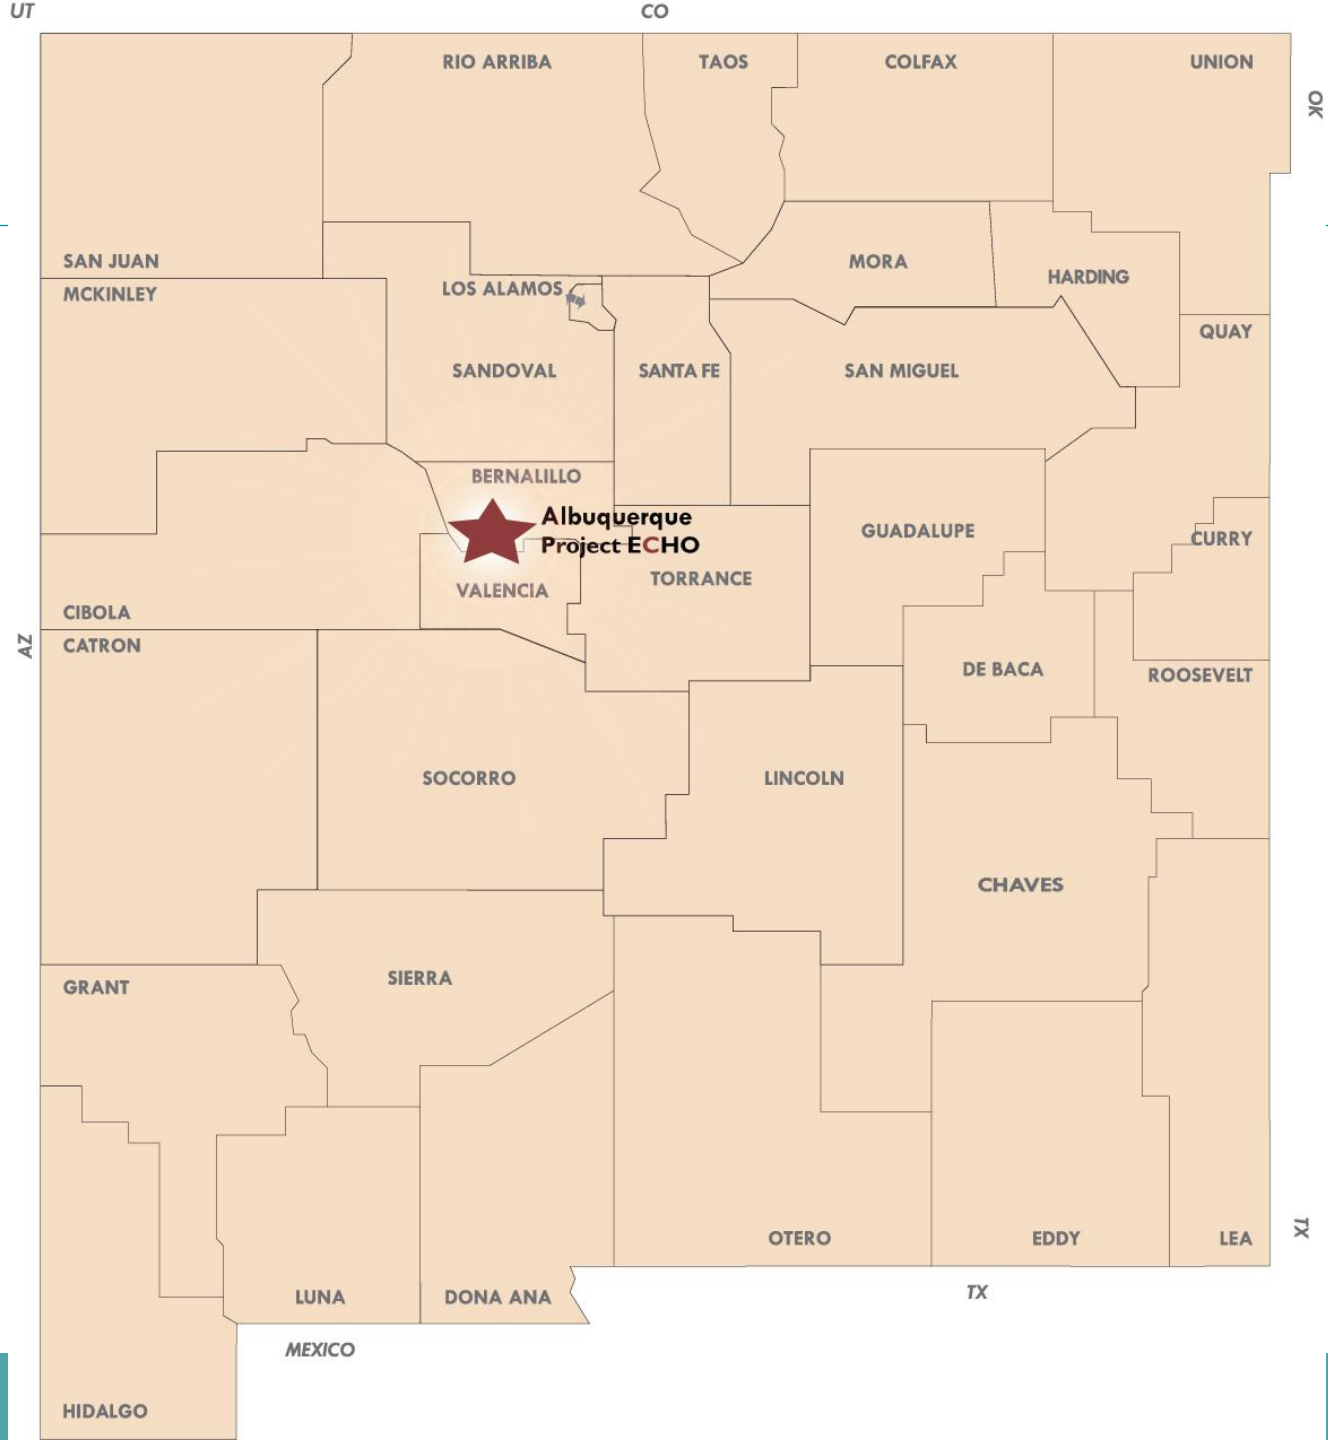 UT
CO
RIO ARRIBA
TAOS
COLFAX
UNION
OK
SAN JUAN
MORA
HARDING
MCKINLEY
LOS ALAMOS
QUAY
SANDOVAL
SANTA FE
SAN MIGUEL
BERNALILLO
Albuquerque
Project ECHO
GUADALUPE
CURRY
TORRANCE
VALENCIA
CIBOLA
AZ
CATRON
DE BACA
ROOSEVELT
SOCORRO
LINCOLN
CHAVES
SIERRA
GRANT
OTERO
EDDY
LEA
TX
TX
LUNA
DONA ANA
MEXICO
HIDALGO